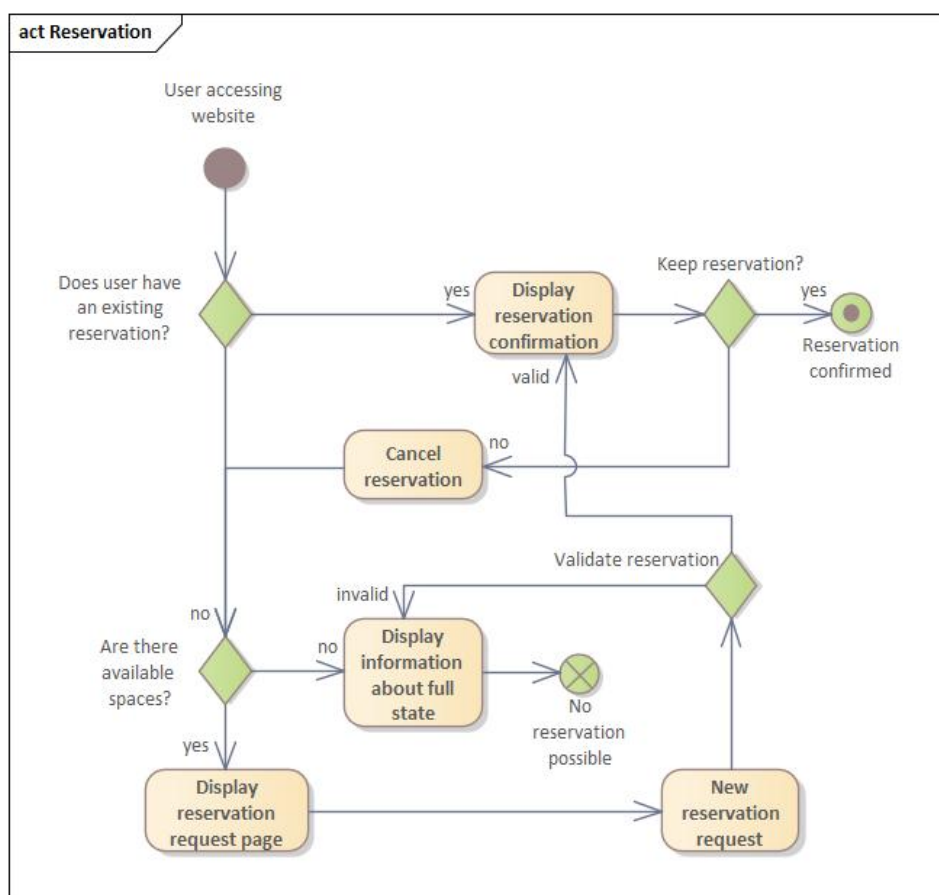 act Reservation
User accessing
website
Does user have
an existing
reservation?
yes
Display
reservation
confirmation
Keep reservation?
yes
Reservation
confirmed
valid
Cancel
reservation
no
Validate reservation
invalid
no
Are there
available
spaces?
no
Display
information
about full
state
No
reservation
possible
yes
Display
reservation
request page
New
reservation
request